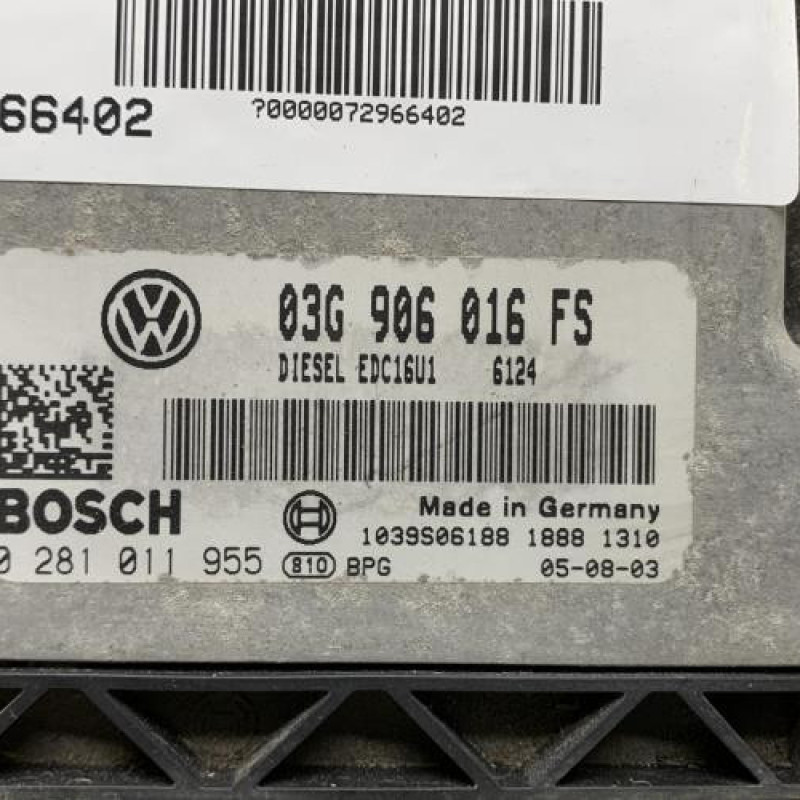 66402
?0000072966402
03G 906 016 FS
DIESEL EDC16U1 6124
BOSCH
Made in Germany
1039S06188 1888 1310
0 281 011 955 810 BPG 05-08-03